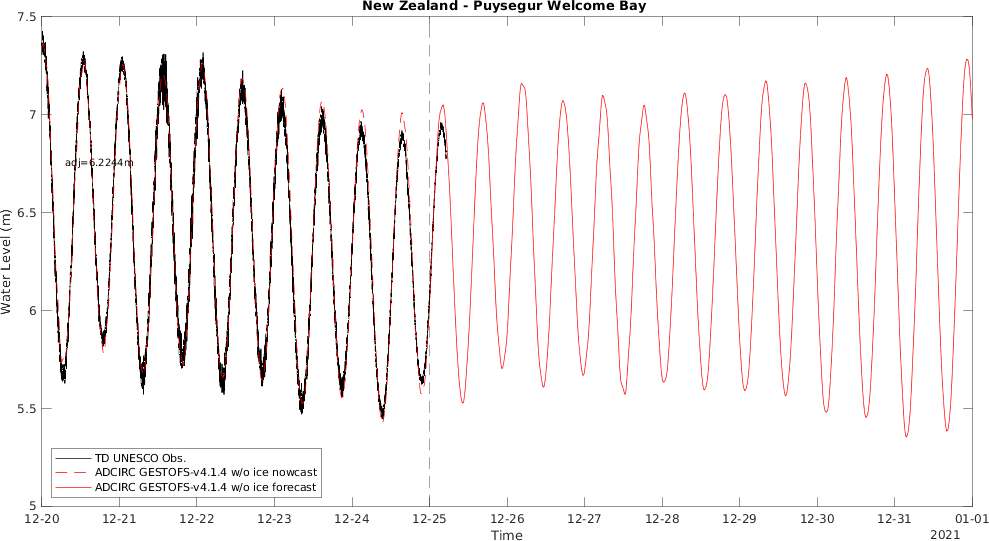 New Zealand - Puysegur Welcome Bay
7.5
7
6.5
6
5.5
5
Water Level (m)
adj=6.2244m
TD UNESCO Obs.
ADCIRC GESTOFS-v4.1.4 w/o ice nowcast
ADCIRC GESTOFS-v4.1.4 w/o ice forecast
12-20 12-21 12-22 12-23 12-24 12-25 12-26 12-27 12-28 12-29 12-30 12-31 01-01
Time
2021